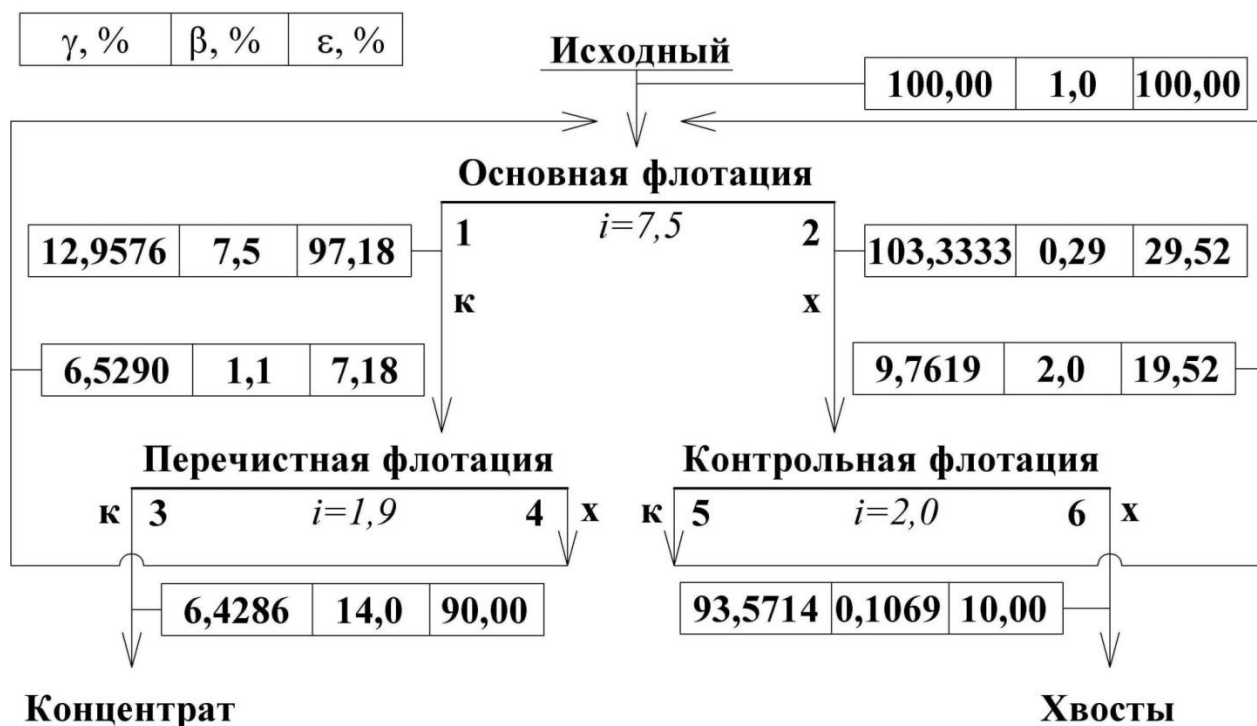 γ, % β, % ε, %
Исходный
100,00 1,0 100,00
Основная флотация
12,9576 7,5 97,18 1 i=7,5 2 103,3333 0,29 29,52
к х
6,5290 1,1 7,18 9,7619 2,0 19,52
Перечистная флотация Контрольная флотация
к 3 i=1,9 4 х к 5 i=2,0 6 х
6,4286 14,0 90,00 93,5714 0,1069 10,00
Концентрат Хвосты